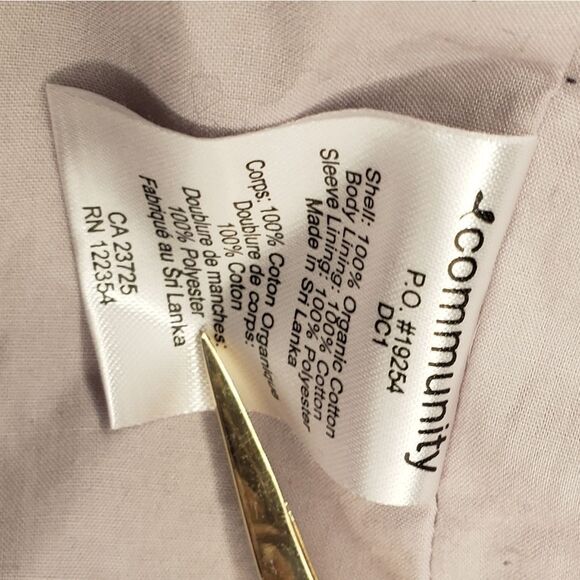 community
P.O. #19254
DC1
Shell: 100% Organic Cotton
Body Lining: 100% Cotton
Sleeve Lining: 100% Polyester
Made in Sri Lanka
Corps: 100% Coton Organique
Doublure de corps:
100% Coton
Doublure de manches:
100% Polyester
Fabriqué au Sri Lanka
CA 23725
RN 122354